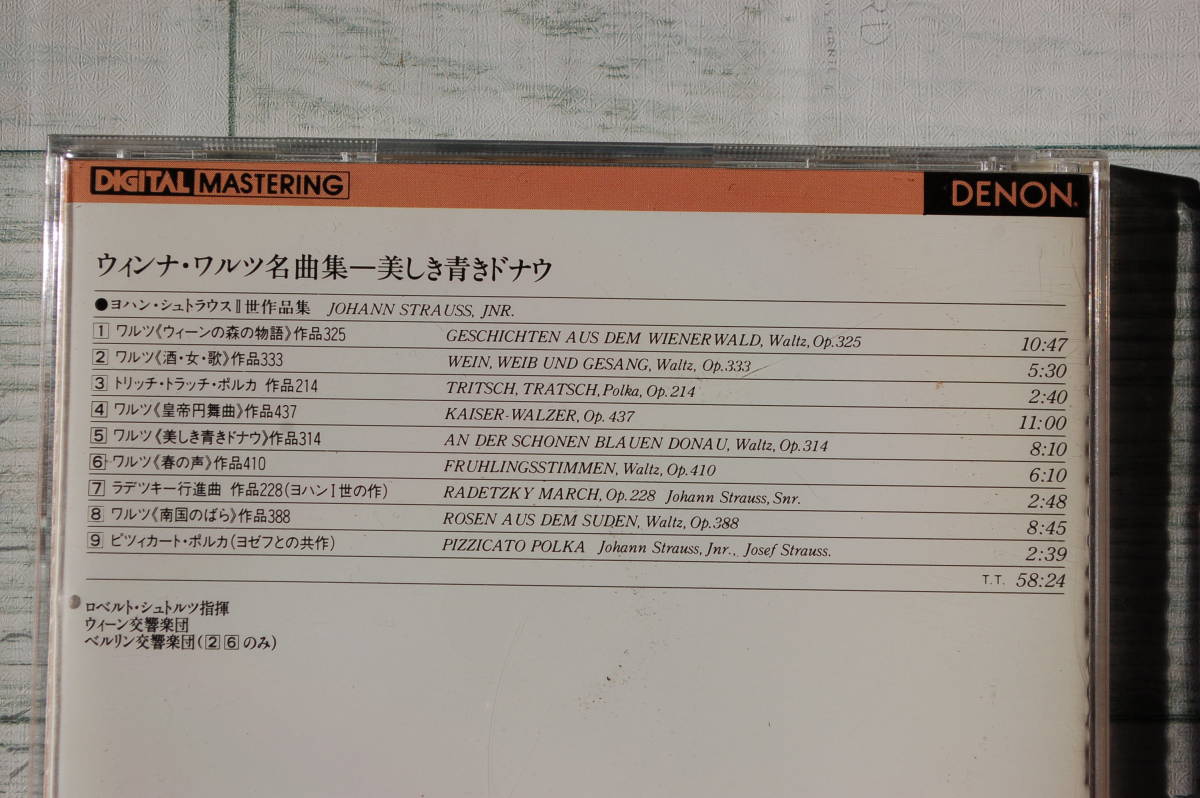 DIGITAL MASTERING
DENON
ウィンナ・ワルツ名曲集―美しき青きドナウ
●ヨハン・シュトラウスⅡ世作品集 JOHANN STRAUSS, JNR.
1 ワルツ《ウィーンの森の物語》作品325 GESCHICHTEN AUS DEM WIENERWALD, Waltz, Op.325 10:47
2 ワルツ《酒・女・歌》作品333 WEIN, WEIB UND GESANG, Waltz, Op.333 5:30
3 トリッチ・トラッチ・ポルカ 作品214 TRITSCH, TRATSCH, Polka, Op.214 2:40
4 ワルツ《皇帝円舞曲》作品437 KAISER-WALZER, Op.437 11:00
5 ワルツ《美しき青きドナウ》作品314 AN DER SCHONEN BLAUEN DONAU, Waltz, Op.314 8:10
6 ワルツ《春の声》作品410 FRUHLINGSSTIMMEN, Waltz, Op.410 6:10
7 ラデツキー行進曲 作品228(ヨハンⅠ世の作) RADETZKY MARCH, Op.228 Johann Strauss, Snr. 2:48
8 ワルツ《南国のばら》作品388 ROSEN AUS DEM SUDEN, Waltz, Op.388 8:45
9 ピツィカート・ポルカ(ヨゼフとの共作) PIZZICATO POLKA Johann Strauss, Jnr., Josef Strauss. 2:39
T.T. 58:24
ロベルト・シュトルツ指揮
ウィーン交響楽団
ベルリン交響楽団(2 6のみ)